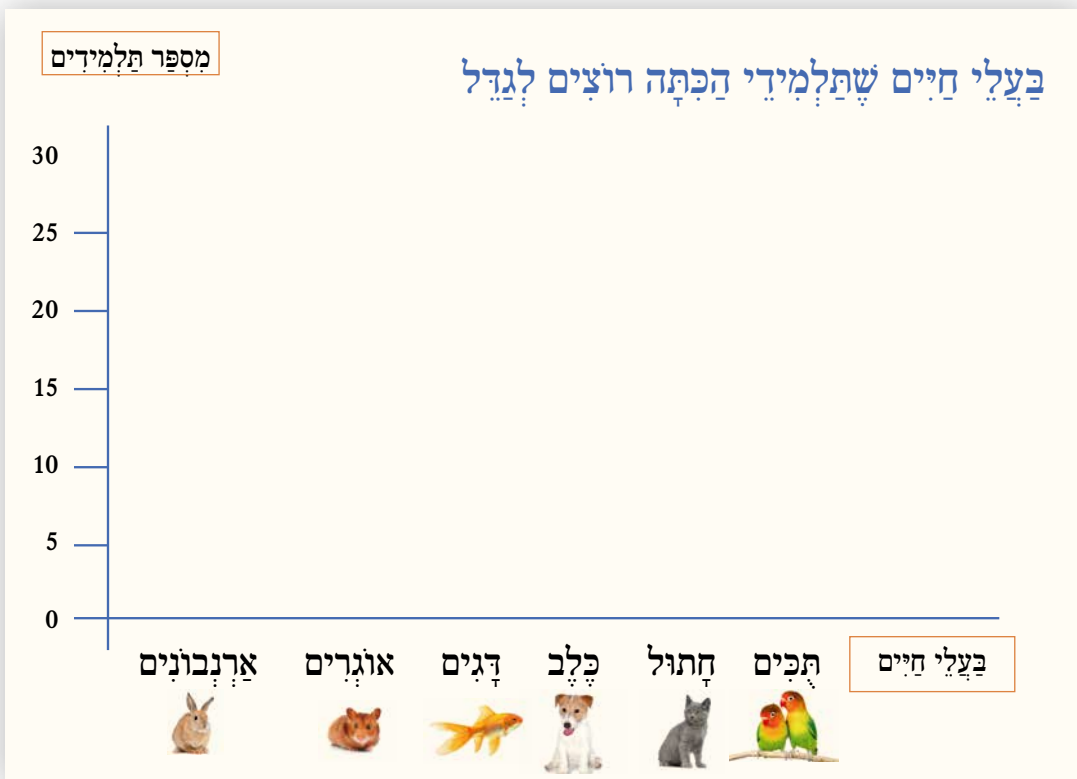 מִסְפַּר תַּלְמִידִים
בַּעֲלֵי חַיִּים שֶׁתַּלְמִידֵי הַכִּתָּה רוֹצִים לְגַדֵּל
30
25
20
15
10
5
0
בַּעֲלֵי חַיִּים תֻּכִּים חָתוּל כֶּלֶב דָּגִים אוֹגְרִים אַרְנְבוֹנִים